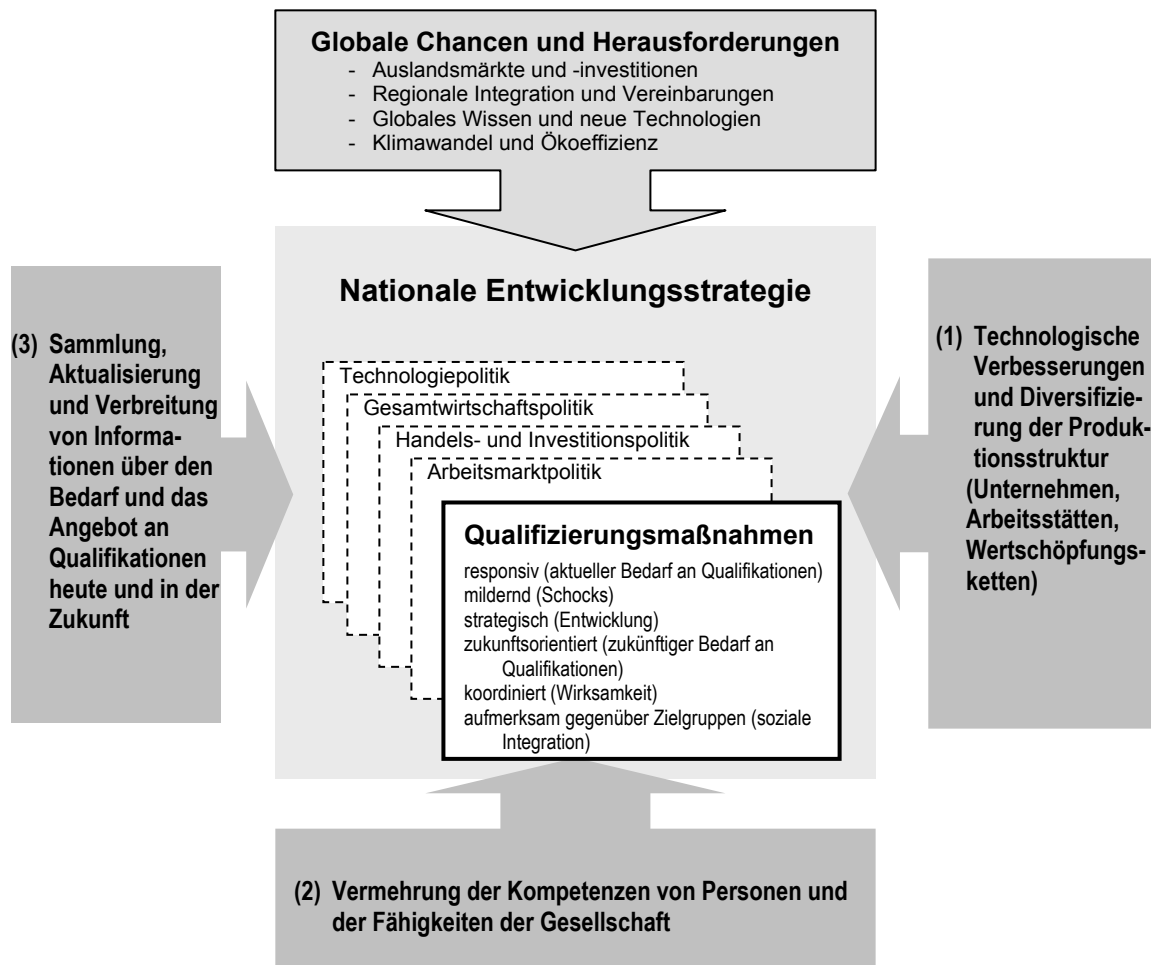 Globale Chancen und Herausforderungen
- Auslandsmärkte und -investitionen
- Regionale Integration und Vereinbarungen
- Globales Wissen und neue Technologien
- Klimawandel und Ökoeffizienz
Nationale Entwicklungsstrategie
(3) Sammlung,
Aktualisierung
und Verbreitung
von Informa-
tionen über den
Bedarf und das
Angebot an
Qualifikationen
heute und in der
Zukunft
Technologiepolitik
Gesamtwirtschaftspolitik
Handels- und Investitionspolitik
Arbeitsmarktpolitik
Qualifizierungsmaßnahmen
responsiv (aktueller Bedarf an Qualifikationen)
mildernd (Schocks)
strategisch (Entwicklung)
zukunftsorientiert (zukünftiger Bedarf an
Qualifikationen)
koordiniert (Wirksamkeit)
aufmerksam gegenüber Zielgruppen (soziale
Integration)
(1) Technologische
Verbesserungen
und Diversifizie-
rung der Produk-
tionsstruktur
(Unternehmen,
Arbeitsstätten,
Wertschöpfungs-
ketten)
(2) Vermehrung der Kompetenzen von Personen und
der Fähigkeiten der Gesellschaft